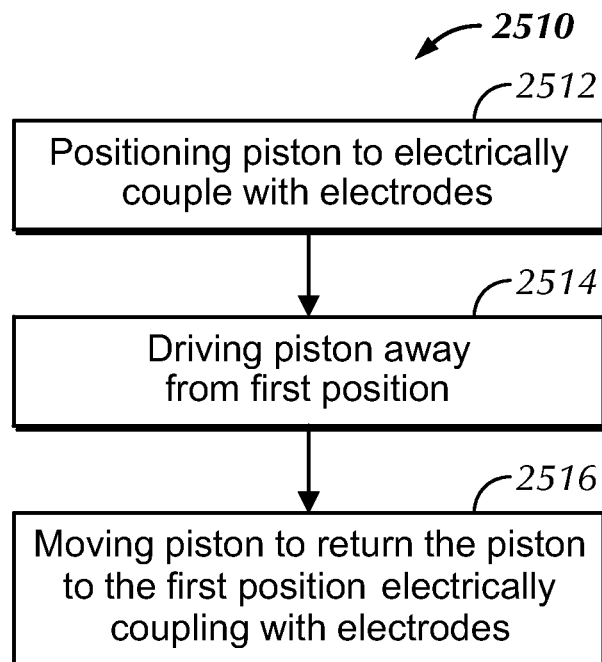 2510
2512
Positioning piston to electrically
couple with electrodes
2514
Driving piston away
from first position
2516
Moving piston to return the piston
to the first position electrically
coupling with electrodes